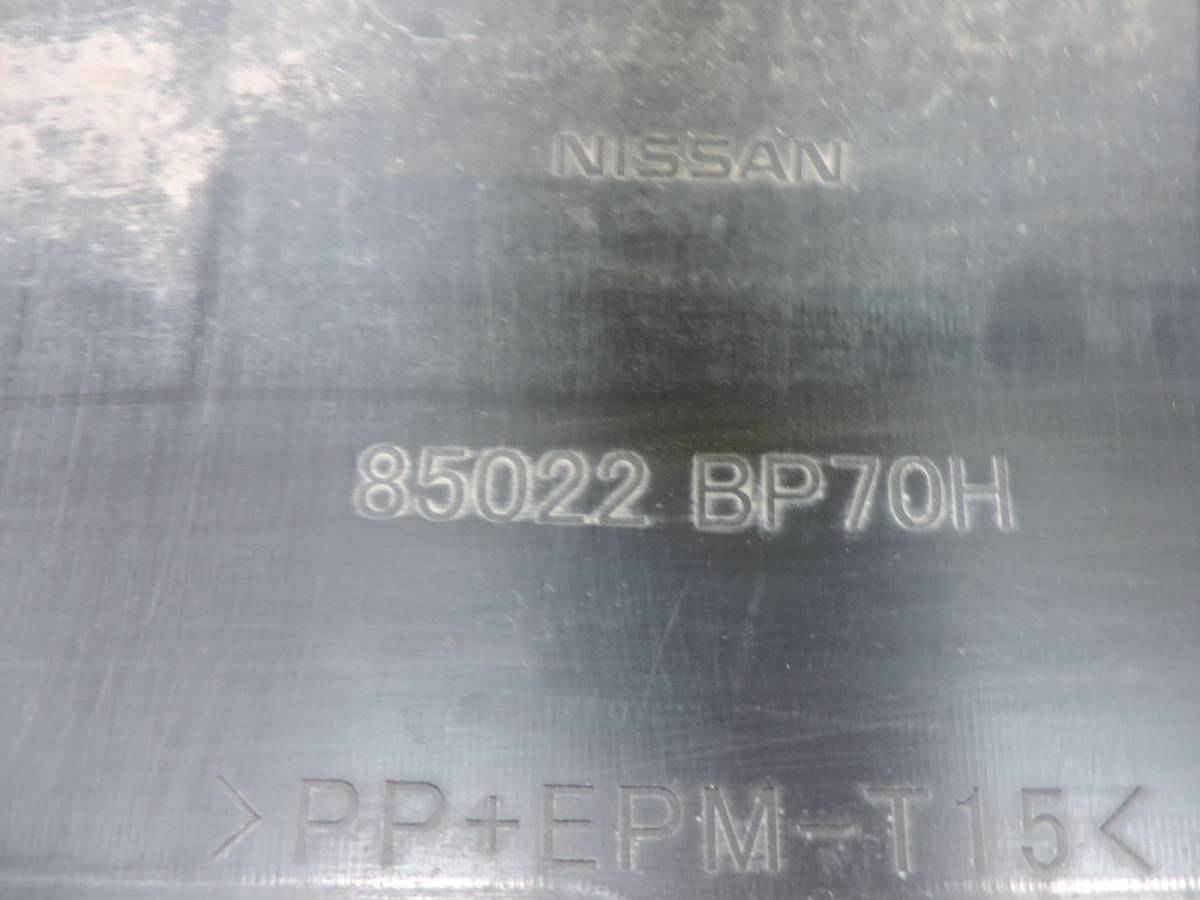 NISSAN
85022 BP70H
>PP+EPM-T15<